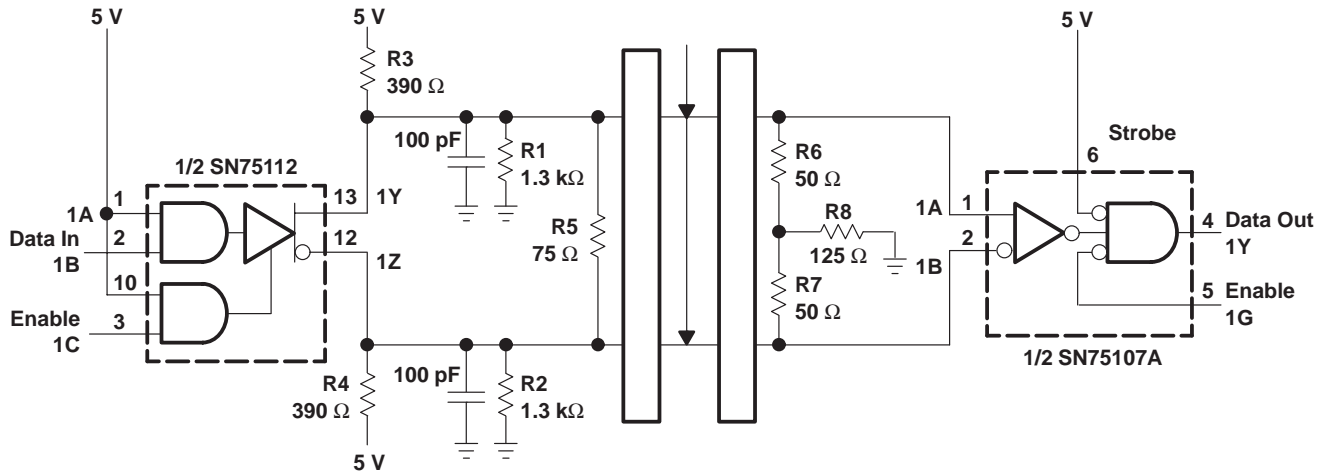 5 V
5 V
5 V
R3
390 Ω
Strobe
6
100 pF
R1
1.3 kΩ
R6
50 Ω
1/2 SN75112
1
1A
2
Data In
1B
13
1Y
12
1Z
R5
75 Ω
R8
125 Ω
1A
1
2
1B
4
Data Out
1Y
10
Enable
3
1C
R7
50 Ω
5
Enable
1G
1/2 SN75107A
R4
390 Ω
100 pF
R2
1.3 kΩ
5 V